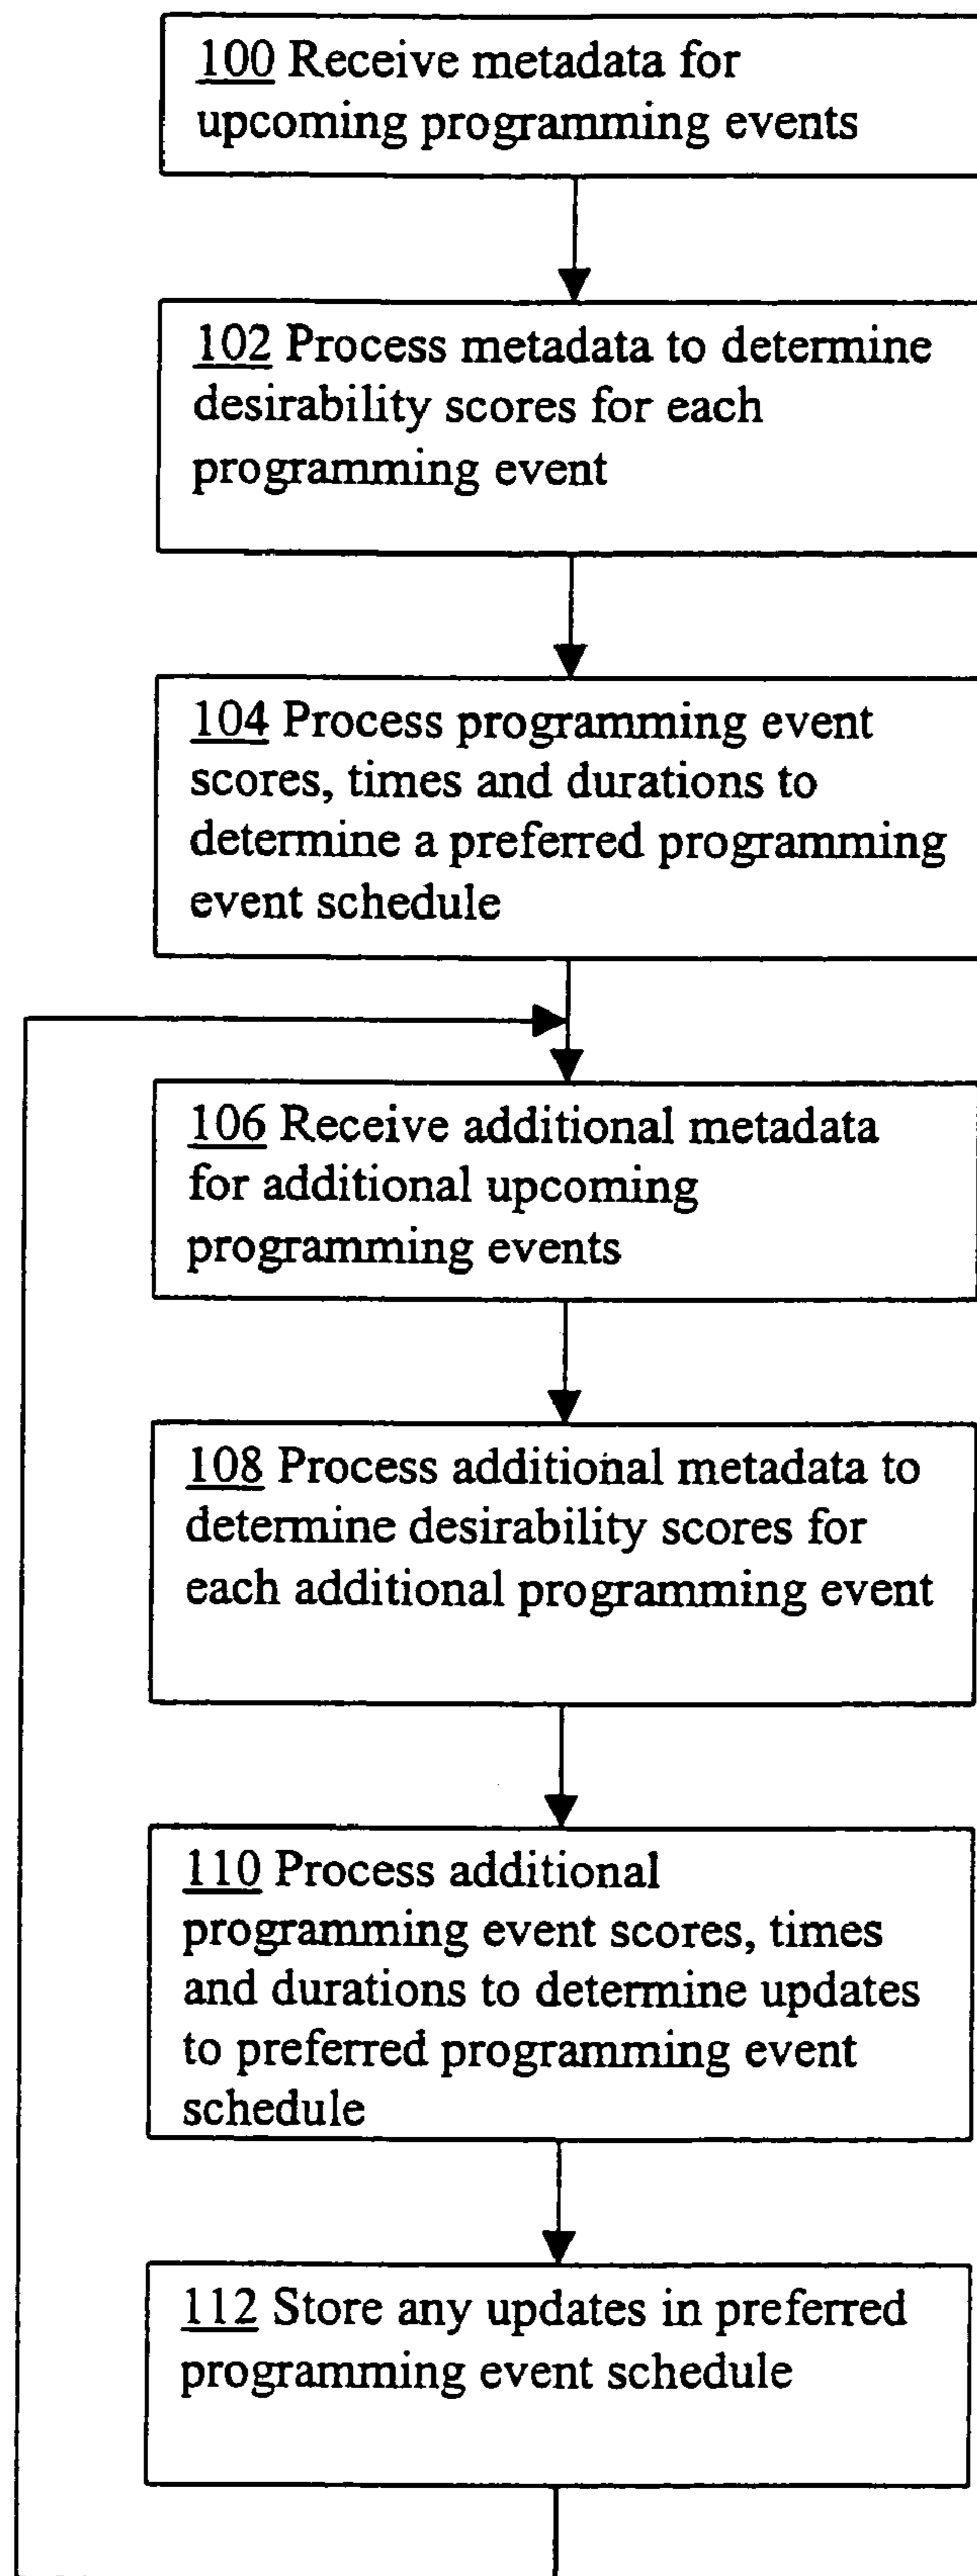 100 Receive metadata for
upcoming programming events
102 Process metadata to determine
desirability scores for each
programming event
104 Process programming event
scores, times and durations to
determine a preferred programming
event schedule
106 Receive additional metadata
for additional upcoming
programming events
108 Process additional metadata to
determine desirability scores for
each additional programming event
110 Process additional
programming event scores, times
and durations to determine updates
to preferred programming event
schedule
112 Store any updates in preferred
programming event schedule